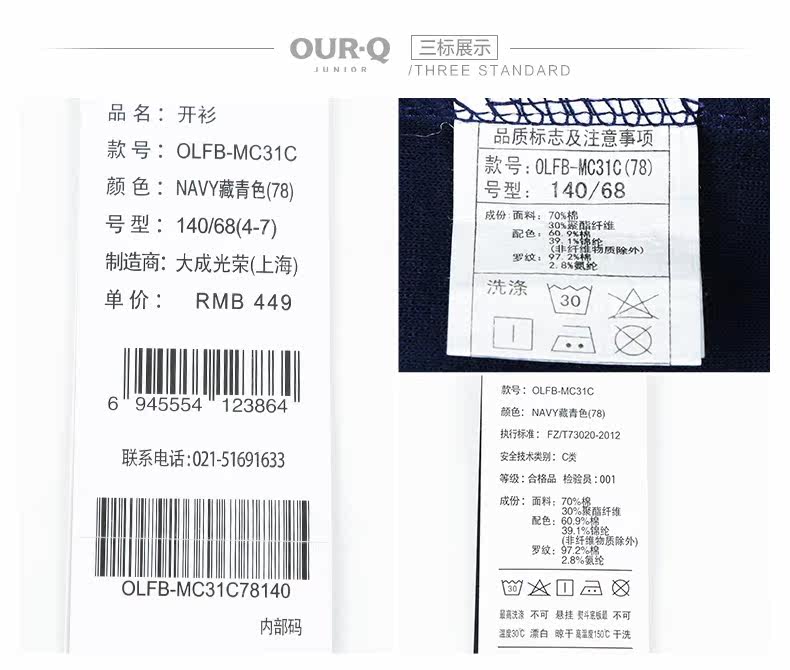 OUR·Q
JUNIOR
三标展示
/THREE STANDARD
品名：开衫
款号：OLFB-MC31C
颜色：NAVY藏青色(78)
号型：140/68(4-7)
制造商：大成光荣(上海)
单价： RMB 449
6 945554 123864
联系电话:021-51691633
OLFB-MC31C78140
内部码
品质标志及注意事项
款号:OLFB-MC31C(78)
号型： 140/68
成份：面料：70%棉
30%聚酯纤维
配色：60.9%棉
39.1%锦纶
(非纤维物质除外)
罗纹：97.2%棉
2.8%氨纶
洗涤
30
款号：OLFB-MC31C
颜色：NAVY藏青色(78)
执行标准：FZ/T73020-2012
安全技术类别：C类
等级：合格品 检验员：001
成份：面料：70%棉
30%聚酯纤维
配色：60.9%棉
39.1%锦纶
(非纤维物质除外)
罗纹：97.2%棉
2.8%氨纶
30
最高洗涤 不可 悬挂 熨斗底板最 不可
温度30℃ 漂白 晾干 高温度150℃ 干洗